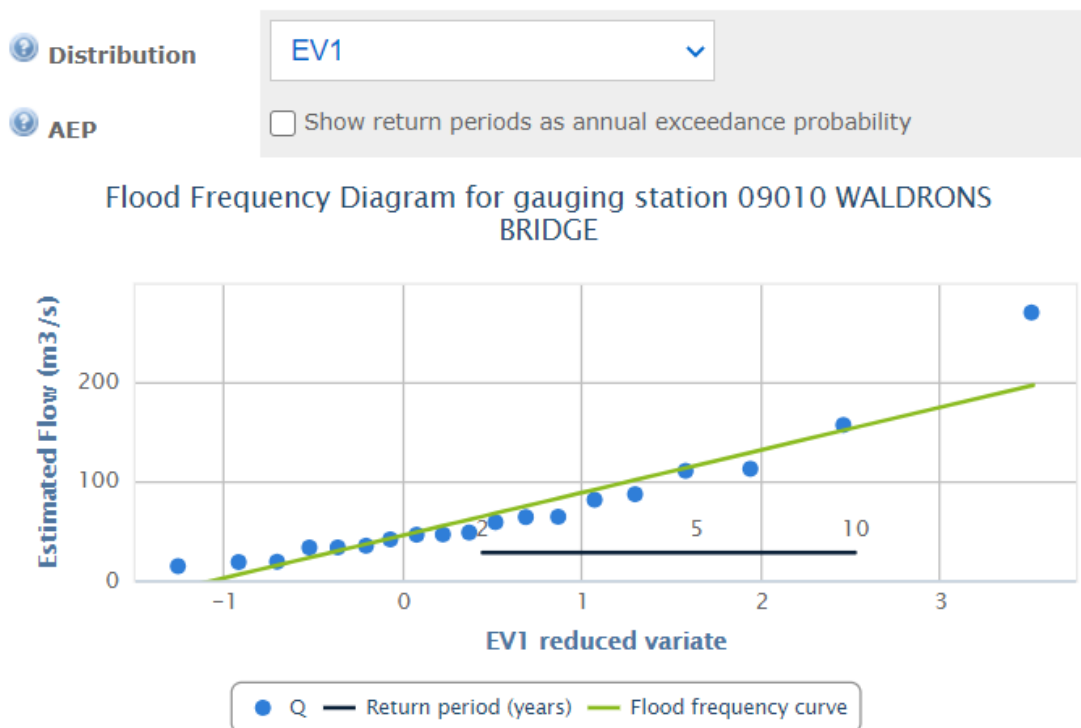 Distribution
EV1
AEP
Show return periods as annual exceedance probability
Flood Frequency Diagram for gauging station 09010 WALDRONS
BRIDGE
Estimated Flow (m3/s)
200
100
0
2 5 10
-1 0 1 2 3
EV1 reduced variate
Q Return period (years) Flood frequency curve